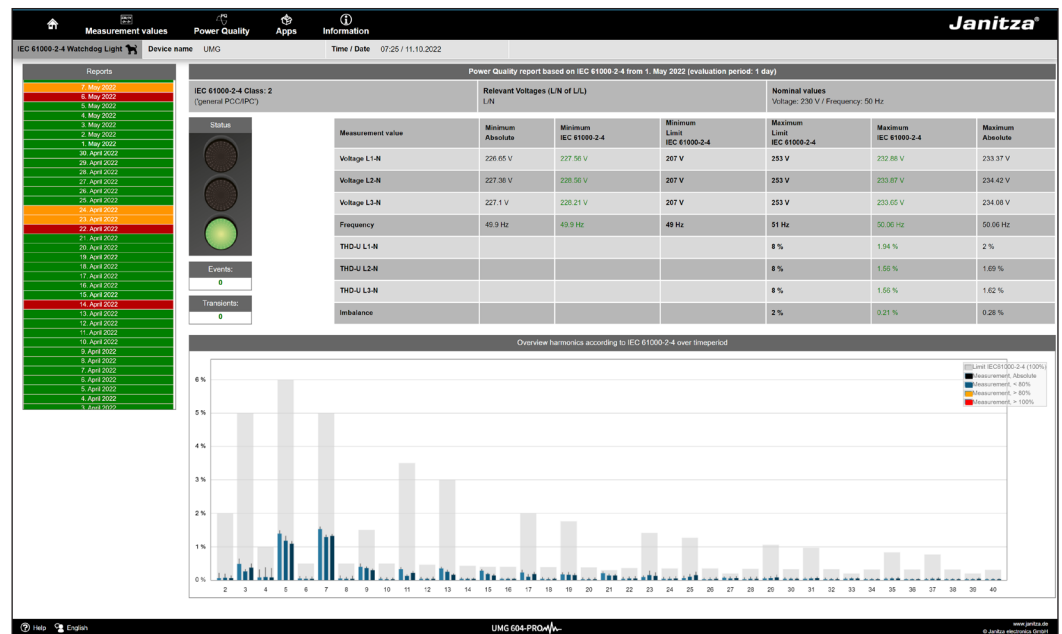 Measurement values
Power Quality
Apps
Information
Janitza®
IEC 61000-2-4 Watchdog Light
Device name UMG
Time / Date 07:25 / 11.10.2022
Reports
7. May 2022
6. May 2022
5. May 2022
4. May 2022
3. May 2022
2. May 2022
1. May 2022
30. April 2022
29. April 2022
28. April 2022
27. April 2022
26. April 2022
25. April 2022
24. April 2022
23. April 2022
22. April 2022
21. April 2022
20. April 2022
19. April 2022
18. April 2022
17. April 2022
16. April 2022
15. April 2022
14. April 2022
13. April 2022
12. April 2022
11. April 2022
10. April 2022
9. April 2022
8. April 2022
7. April 2022
6. April 2022
5. April 2022
4. April 2022
3. April 2022
Power Quality report based on IEC 61000-2-4 from 1. May 2022 (evaluation period: 1 day)
IEC 61000-2-4 Class: 2
('general PCC/IPC')
Relevant Voltages (L/N of L/L)
L/N
Nominal values
Voltage: 230 V / Frequency: 50 Hz
Status
Events:
0
Transients:
0
Measurement value
Minimum Absolute
Minimum IEC 61000-2-4
Minimum Limit IEC 61000-2-4
Maximum Limit IEC 61000-2-4
Maximum IEC 61000-2-4
Maximum Absolute
Voltage L1-N 226.65 V 227.56 V 207 V 253 V 232.88 V 233.37 V
Voltage L2-N 227.36 V 228.56 V 207 V 253 V 233.87 V 234.42 V
Voltage L3-N 227.1 V 228.21 V 207 V 253 V 233.65 V 234.08 V
Frequency 49.9 Hz 49.9 Hz 49 Hz 51 Hz 50.06 Hz 50.06 Hz
THD-U L1-N 8 % 1.94 % 2 %
THD-U L2-N 8 % 1.59 % 1.69 %
THD-U L3-N 8 % 1.56 % 1.62 %
Imbalance 2 % 0.21 % 0.28 %
Overview harmonics according to IEC 61000-2-4 over timeperiod
Limit IEC61000-2-4 (100%)
Measurement, Absolute
Measurement, < 80%
Measurement, > 80%
Measurement, > 100%
6 %
5 %
4 %
3 %
2 %
1 %
0 %
2 3 4 5 6 7 8 9 10 11 12 13 14 15 16 17 18 19 20 21 22 23 24 25 26 27 28 29 30 31 32 33 34 35 36 37 38 39 40
Help
English
UMG 604-PRO
www.janitza.de
© Janitza electronics GmbH